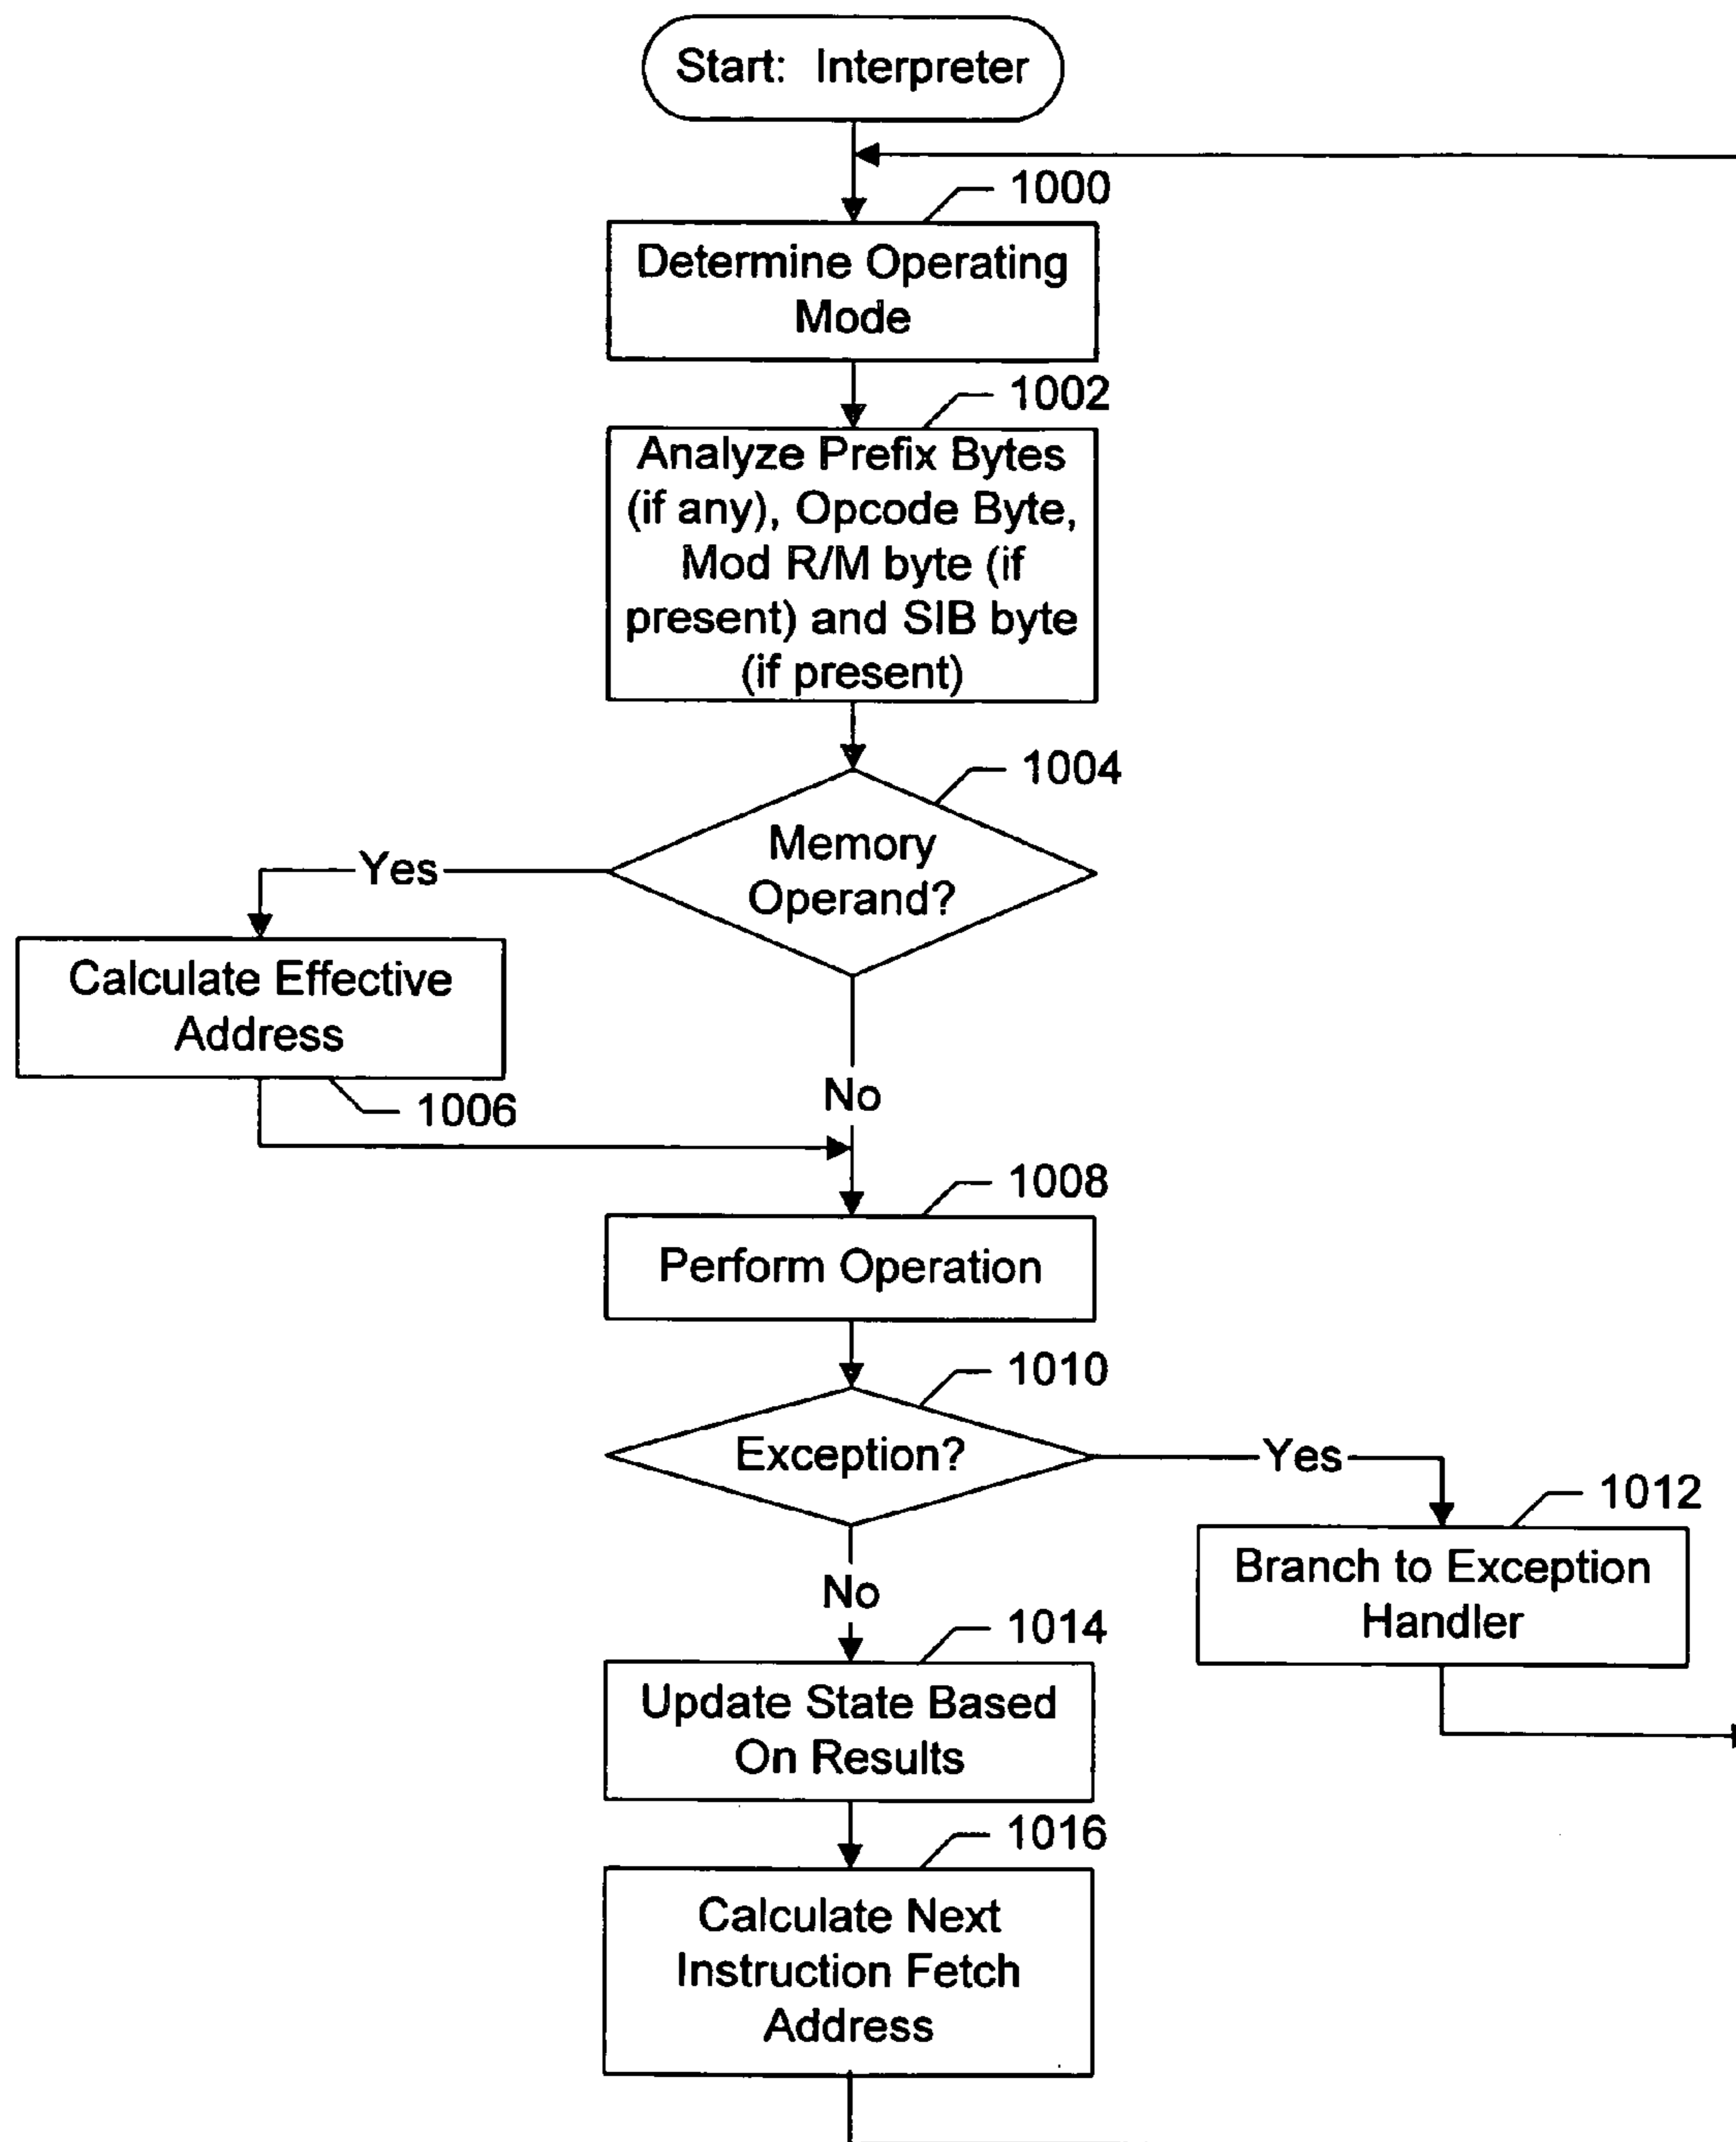 Start: Interpreter
1000
Determine Operating
Mode
1002
Analyze Prefix Bytes
(if any), Opcode Byte,
Mod R/M byte (if
present) and SIB byte
(if present)
1004
Memory
Operand?
Yes
Calculate Effective
Address
1006
No
1008
Perform Operation
1010
Exception?
Yes
1012
Branch to Exception
Handler
No
1014
Update State Based
On Results
1016
Calculate Next
Instruction Fetch
Address